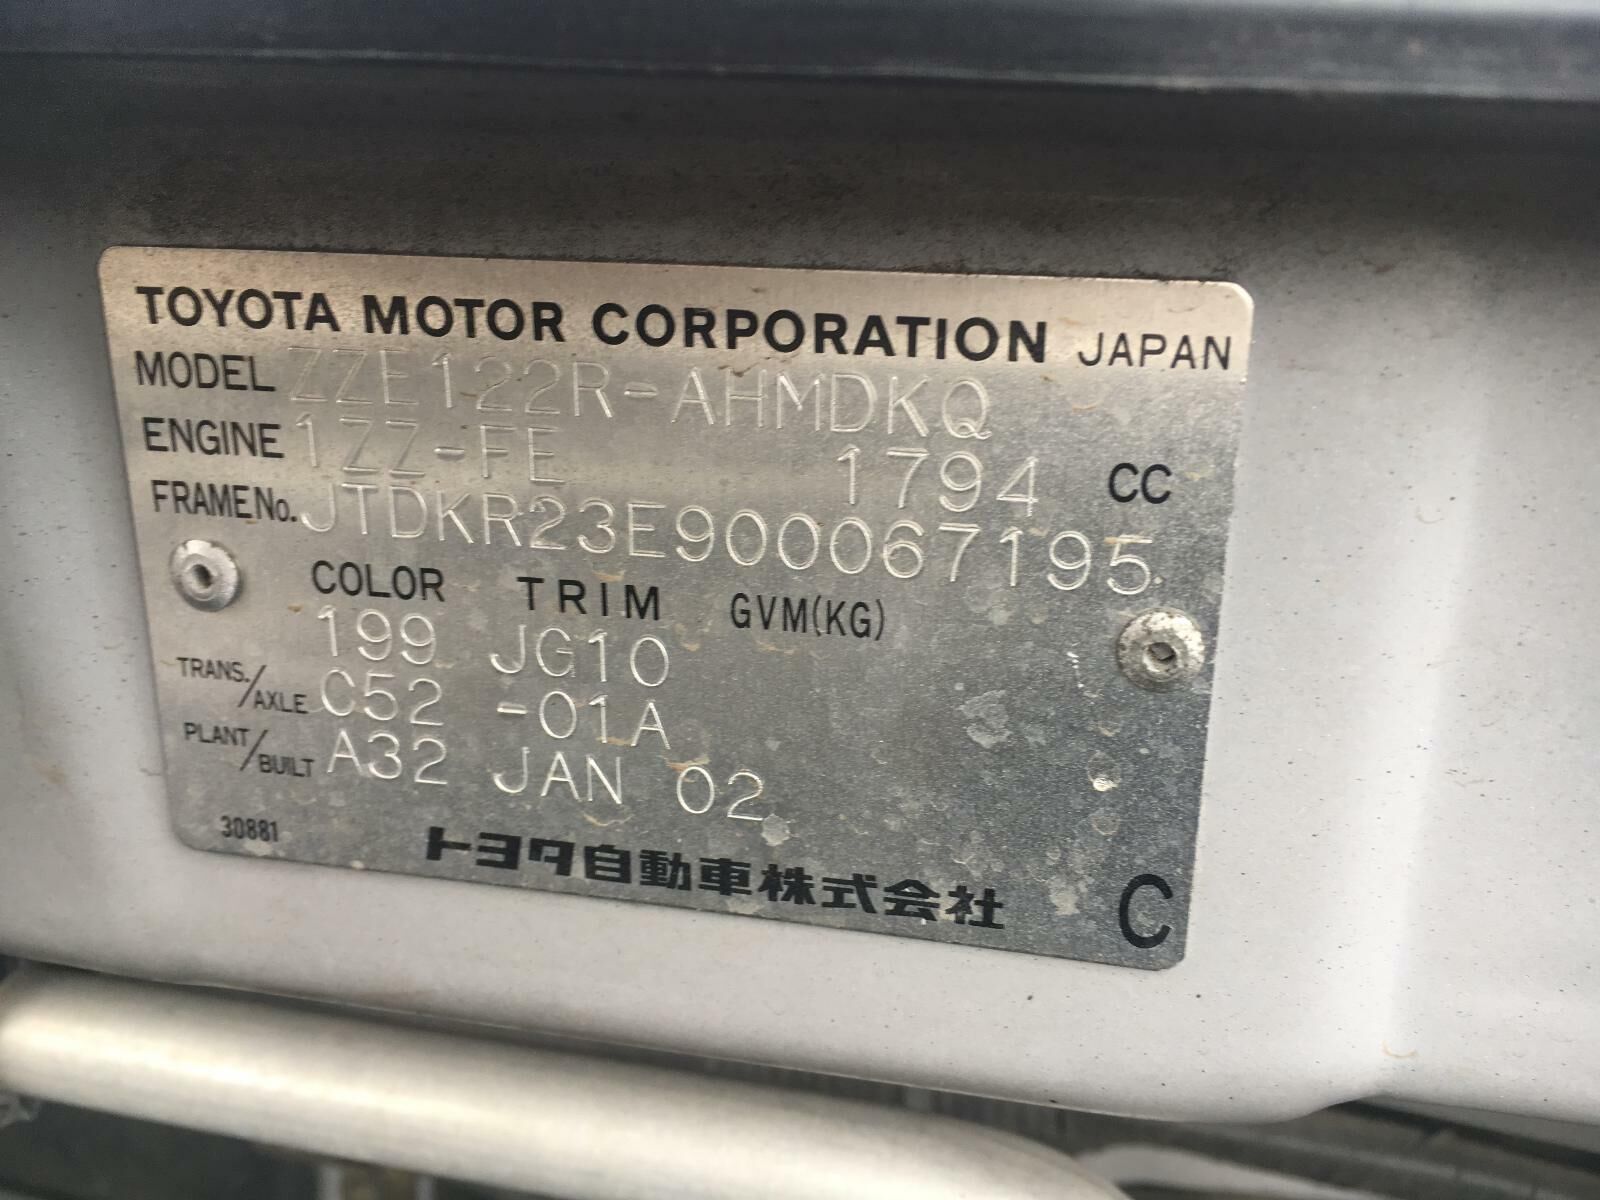 TOYOTA MOTOR CORPORATION JAPAN
MODEL ZZE122R-AHMDKQ
ENGINE 1ZZ-FE 1794 CC
FRAME No. JTDKR23E900067195
COLOR TRIM GVM(KG)
199 JG10
TRANS./AXLE C52 -01A
PLANT/BUILT A32 JAN 02
30881
トヨタ自動車株式会社 C